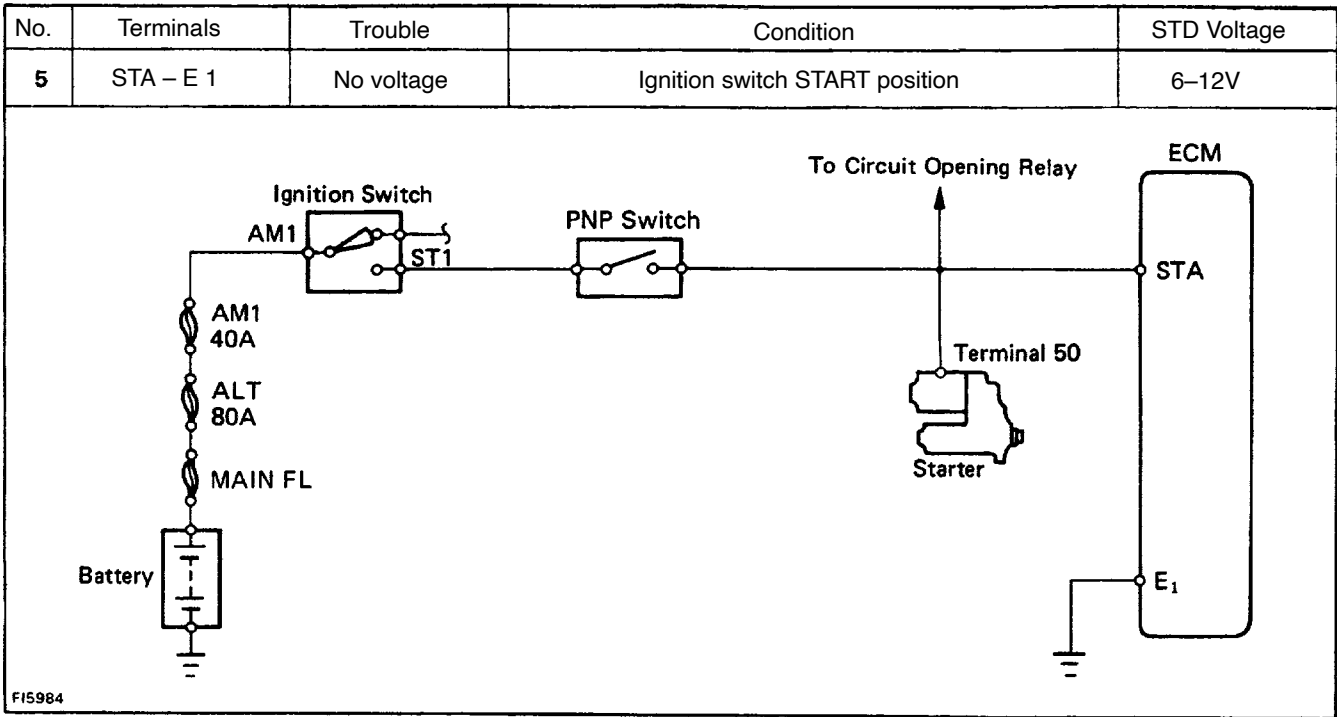 No. Terminals Trouble Condition STD Voltage
5 STA – E 1 No voltage Ignition switch START position 6–12V
To Circuit Opening Relay
ECM
Ignition Switch
PNP Switch
AM1
ST1
STA
AM1
40A
Terminal 50
ALT
80A
Starter
MAIN FL
Battery
E₁
FI5984